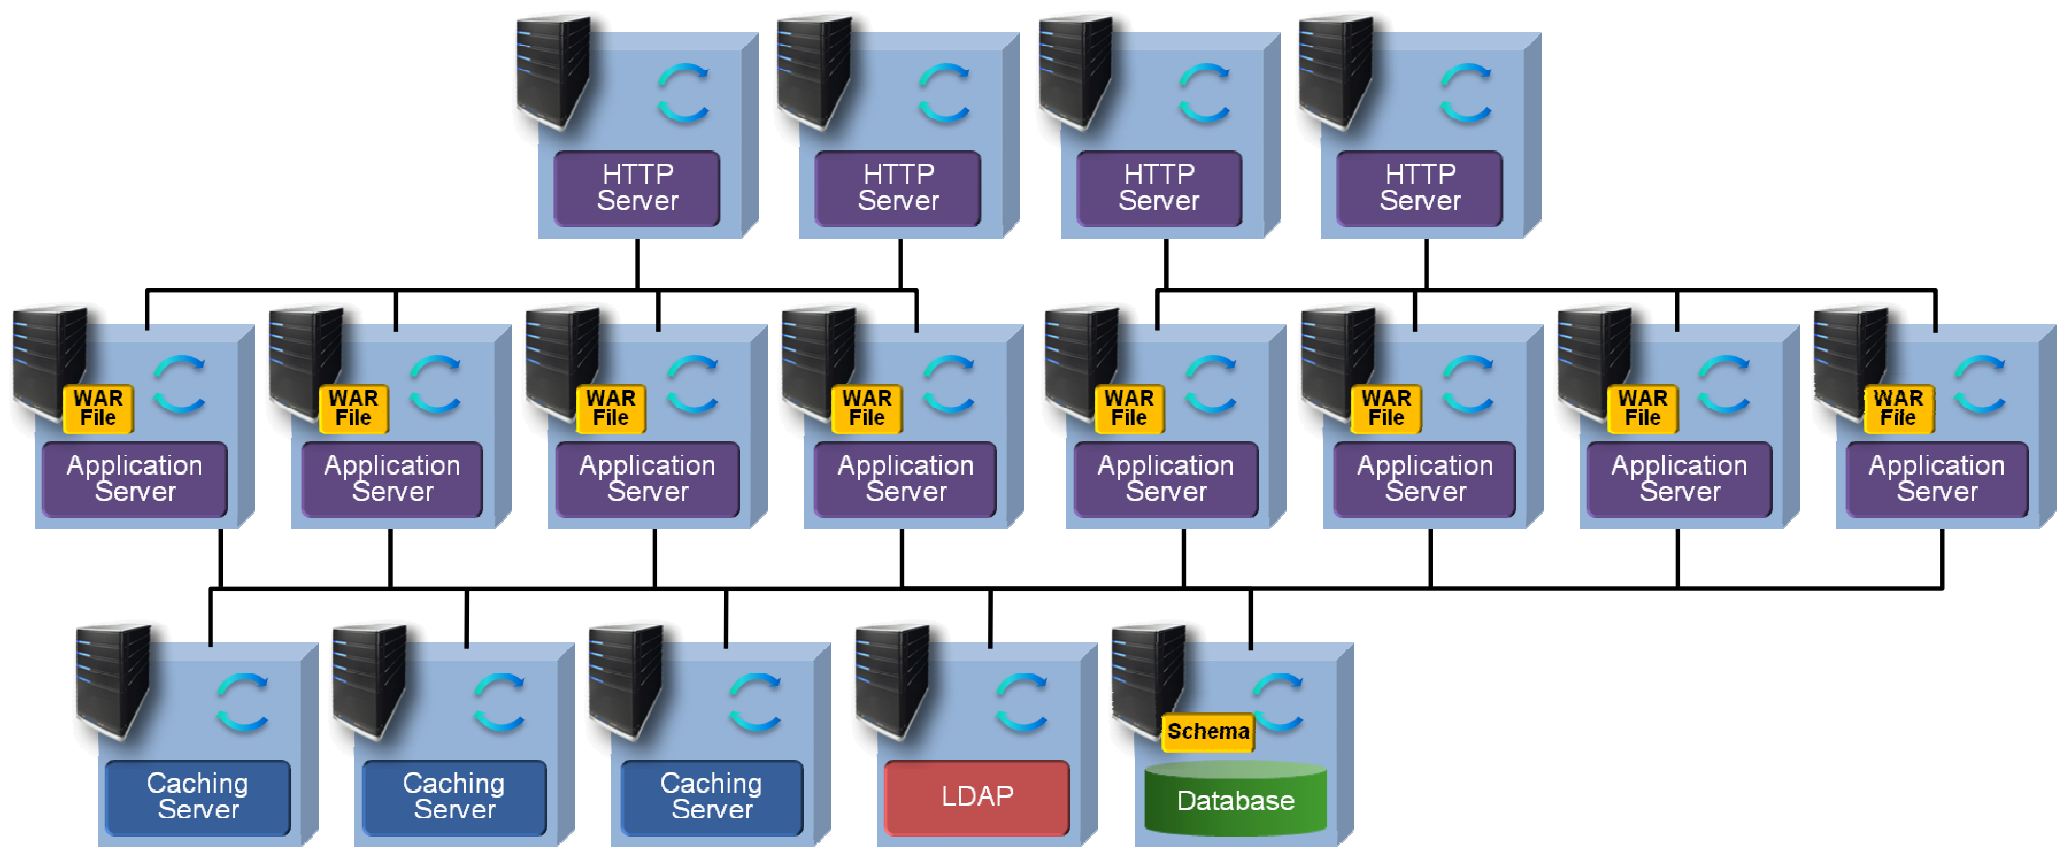 HTTP
Server
HTTP
Server
HTTP
Server
HTTP
Server
WAR
File
Application
Server
WAR
File
Application
Server
WAR
File
Application
Server
WAR
File
Application
Server
WAR
File
Application
Server
WAR
File
Application
Server
WAR
File
Application
Server
WAR
File
Application
Server
Caching
Server
Caching
Server
Caching
Server
LDAP
Schema
Database